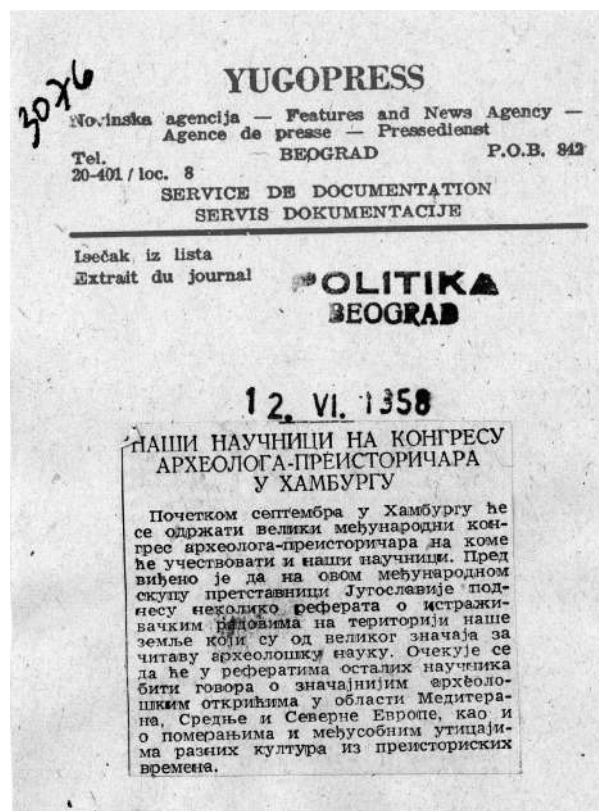 3076
YUGOPRESS
Novinska agencija — Features and News Agency —
Agence de presse — Pressedienst
Tel. BEOGRAD P.O.B. 842
20-401 / loc. 8
SERVICE DE DOCUMENTATION
SERVIS DOKUMENTACIJE
Isečak iz lista
Extrait du journal
POLITIKA
BEOGRAD
12. VI. 1958
НАШИ НАУЧНИЦИ НА КОНГРЕСУ
АРХЕОЛОГА-ПРЕИСТОРИЧАРА
У ХАМБУРГУ
Почетком септембра у Хамбургу ће
се одржати велики међународни кон-
грес археолога-преисторичара на коме
ће учествовати и наши научници. Пред
виђено је да на овом међународном
скупу претставници Југославије под-
несу неколико реферата о истражи-
вачким радовима на територији наше
земље који су од великог значаја за
читаву археолошку науку. Очекује се
да ће у рефератима осталих научника
бити говора о значајнијим археоло-
шким открићима у области Медитера-
на, Средње и Северне Европе, као и
о померањима и међусобним утицаји-
ма разних култура из преисториских
времена.